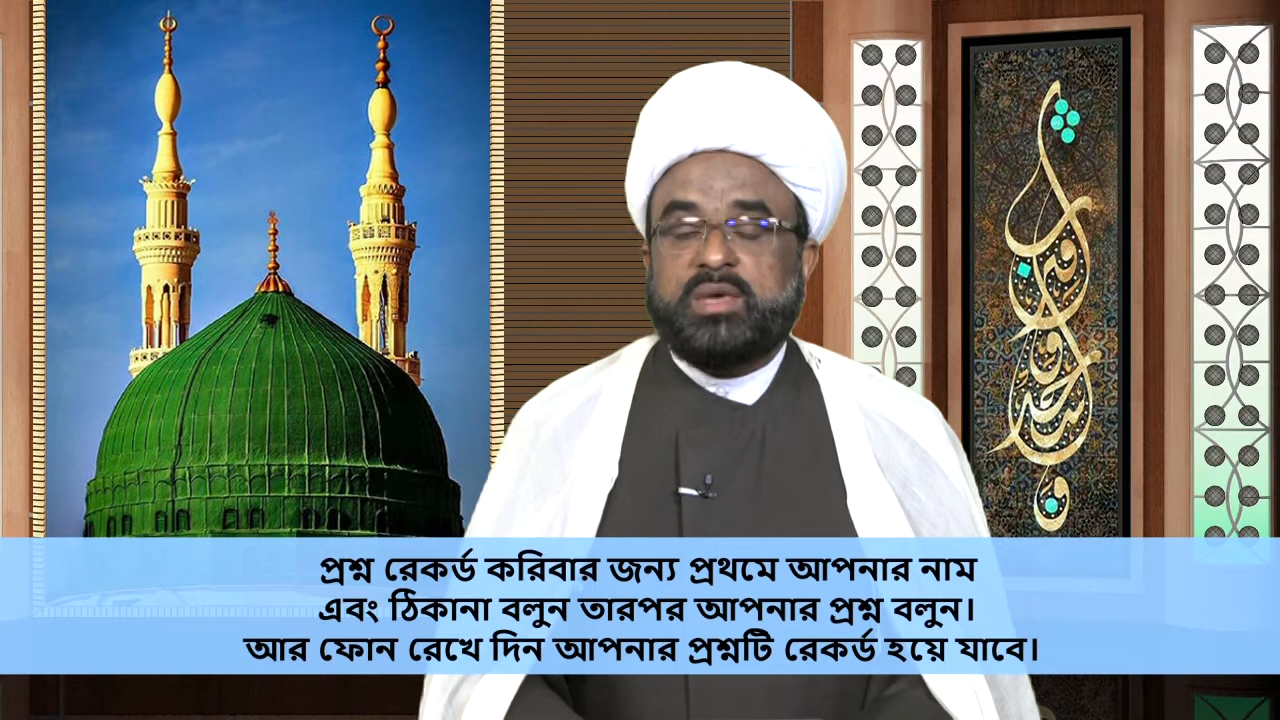 প্রশ্ন রেকর্ড করিবার জন্য প্রথমে আপনার নাম
এবং ঠিকানা বলুন তারপর আপনার প্রশ্ন বলুন।
আর ফোন রেখে দিন আপনার প্রশ্নটি রেকর্ড হয়ে যাবে।